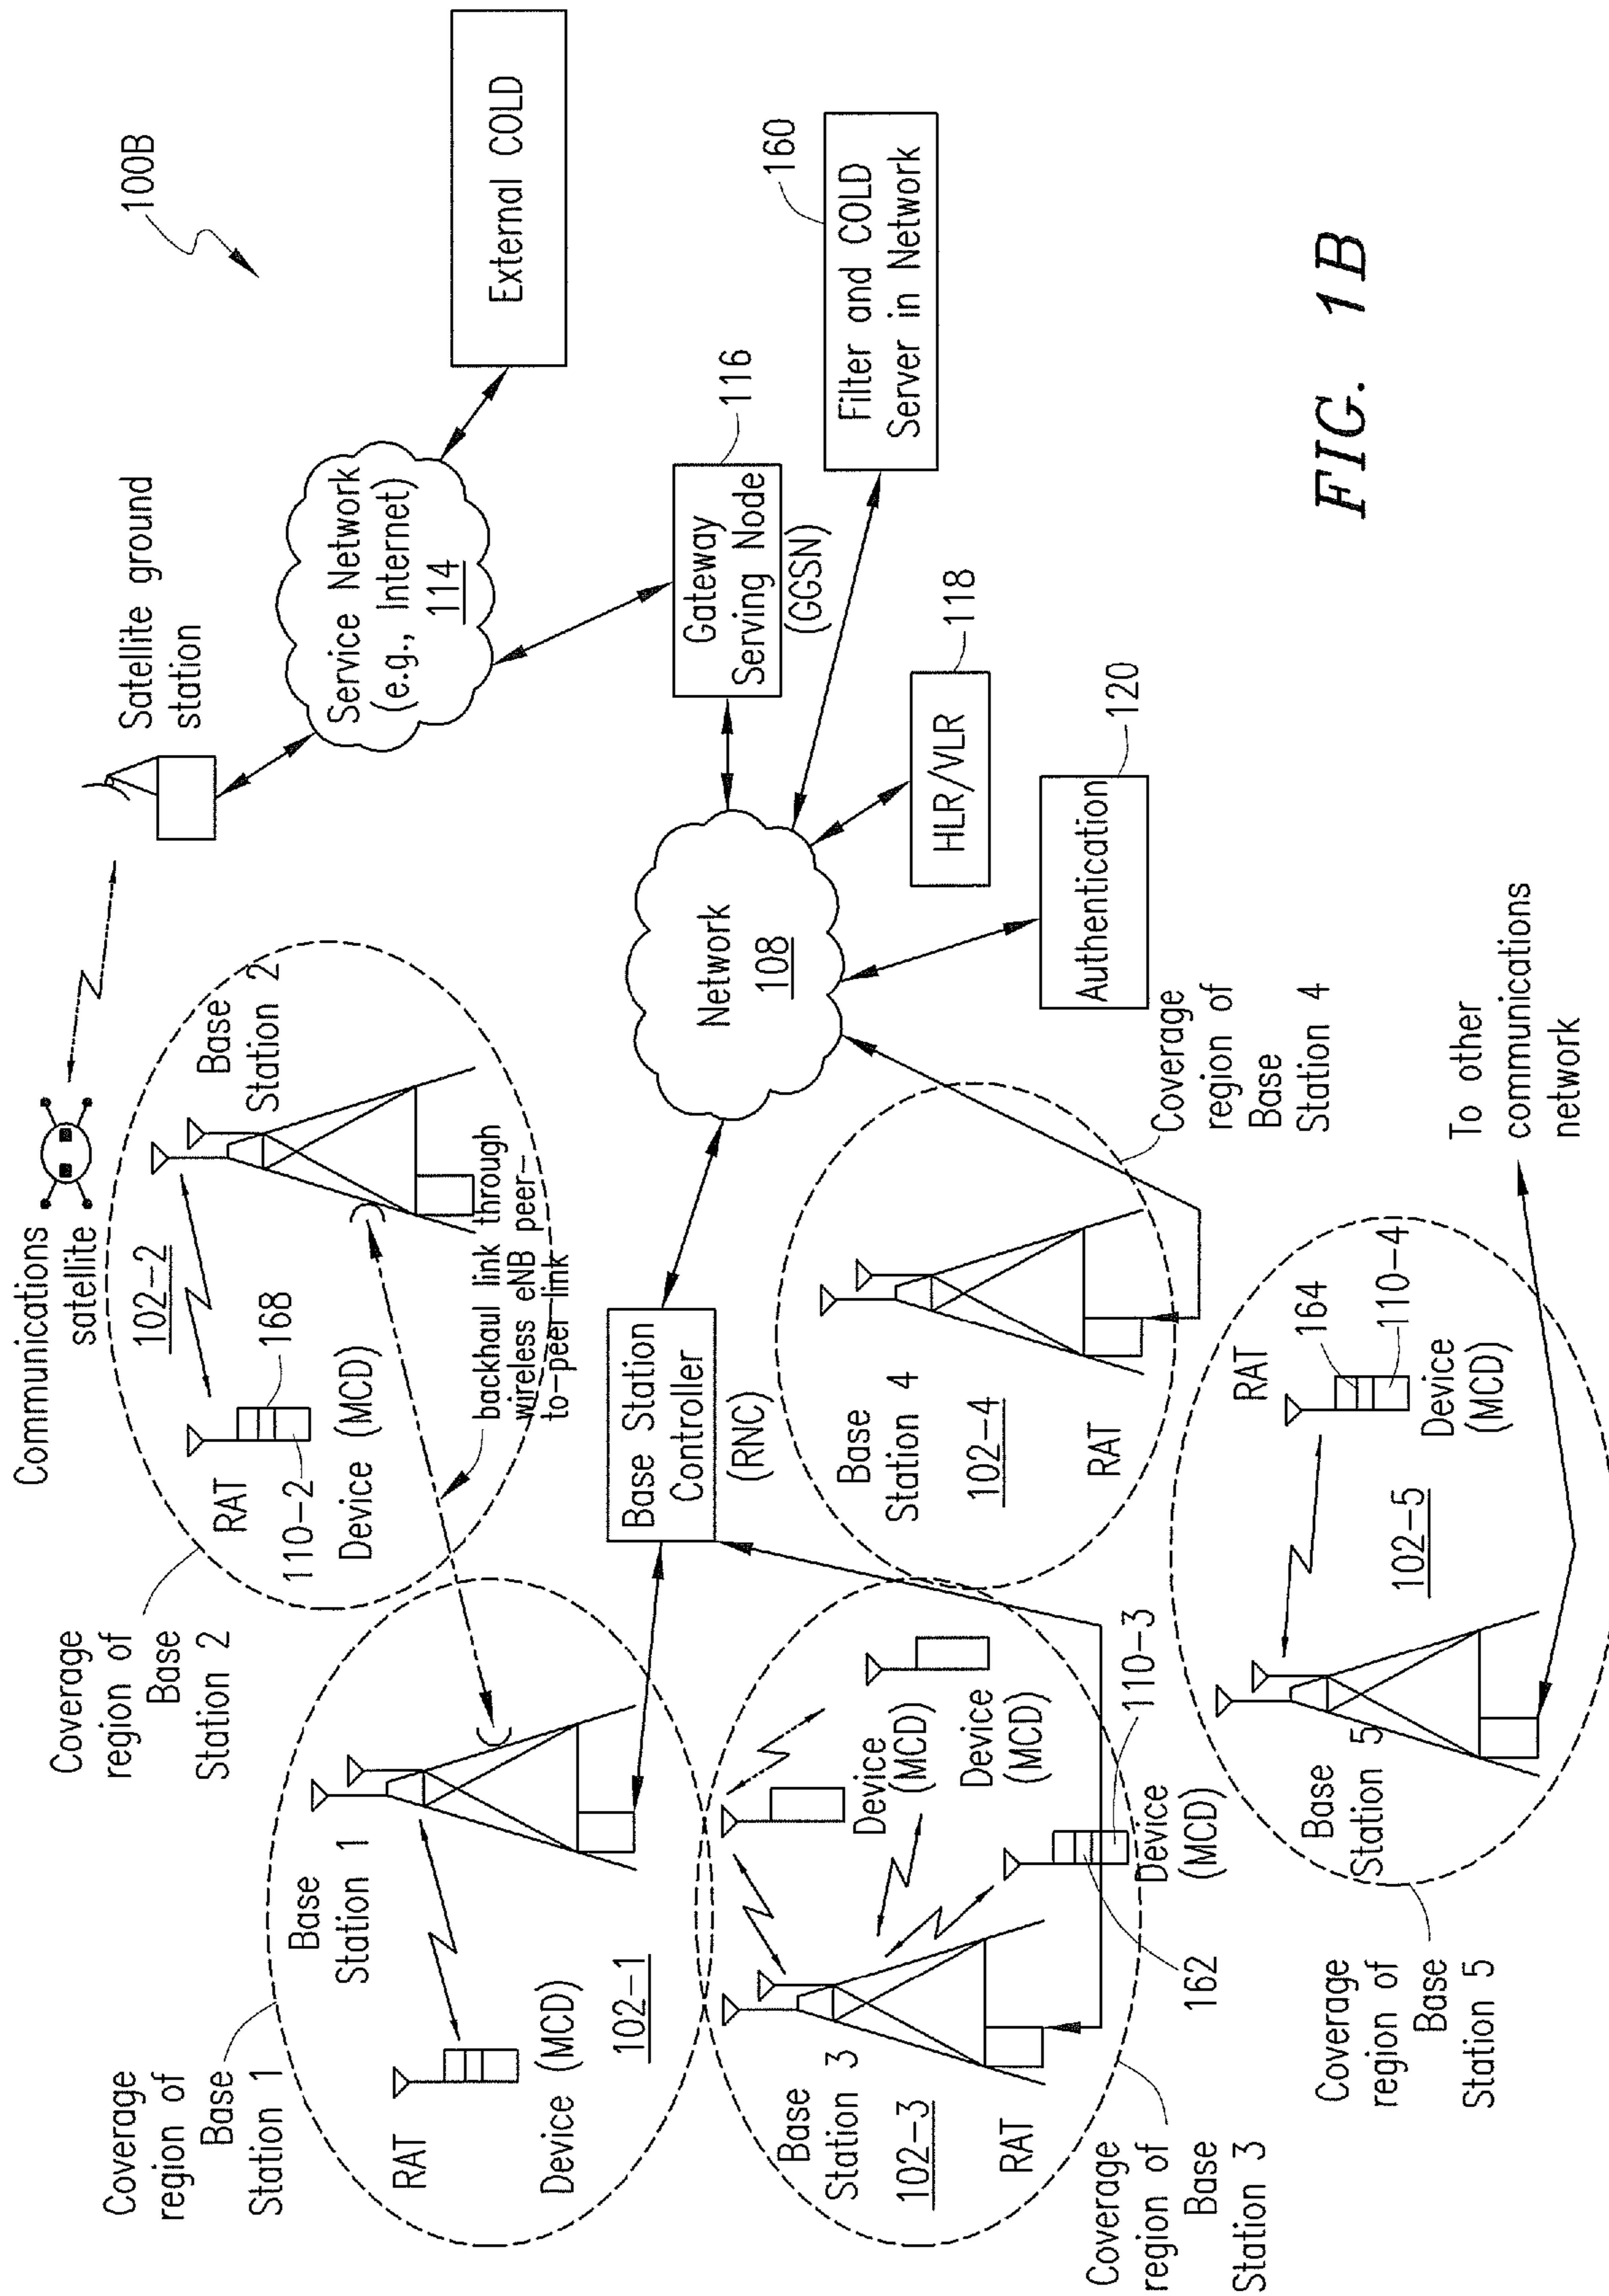 Communications
satellite
Satellite ground
station
100B
Service Network
(e.g., Internet)
114
External COLD
Coverage
region of
Base
Station 2
102-2
Base
Station 2
RAT
168
110-2
Device (MCD)
backhaul link through
wireless eNB peer-
to-peer link
Coverage
region of
Base
Station 1
Base
Station 1
RAT
Device (MCD)
102-1
Base Station
Controller
(RNC)
Network
108
Gateway
Serving Node
(GGSN)
116
Filter and COLD
Server in Network
160
HLR/VLR
118
Authentication
120
Base
Station 3
102-3
RAT
Device
(MCD)
Device
(MCD)
Device
(MCD)
110-3
162
Coverage
region of
Base
Station 3
Base
Station 4
102-4
RAT
Coverage
region of
Base
Station 4
Base
Station 5
102-5
RAT
164
110-4
Device
(MCD)
Coverage
region of
Base
Station 5
To other
communications
network
FIG. 1B